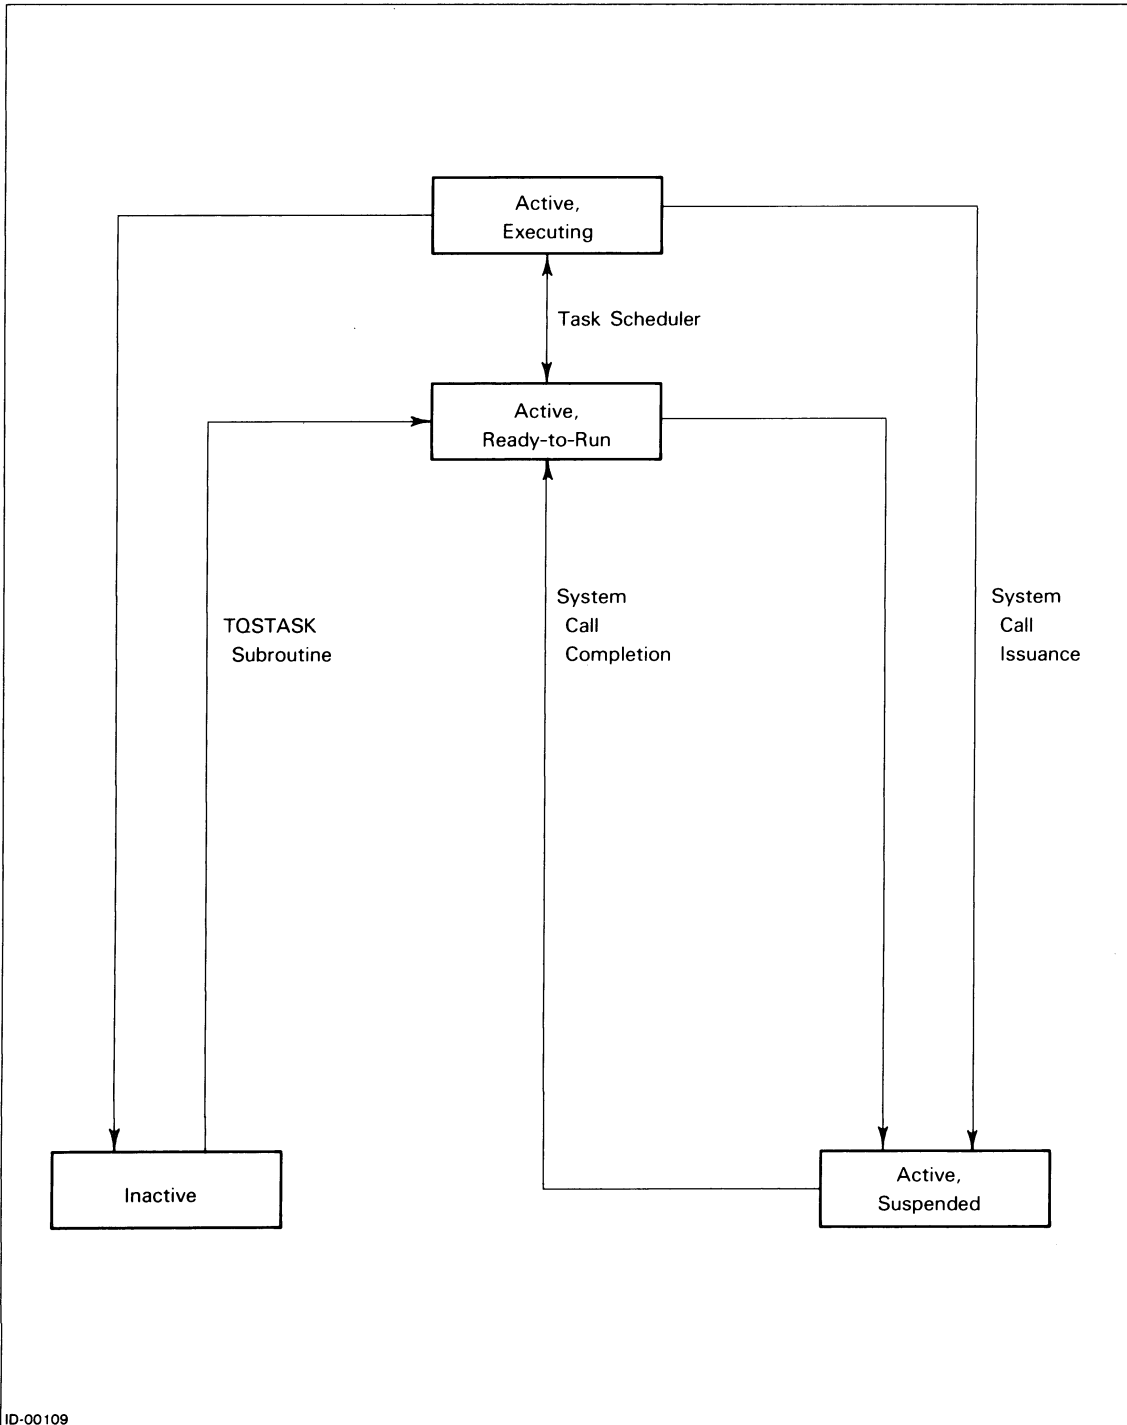 Active,
Executing
Task Scheduler
Active,
Ready-to-Run
TQSTASK
Subroutine
System
Call
Completion
System
Call
Issuance
Inactive
Active,
Suspended
ID-00109